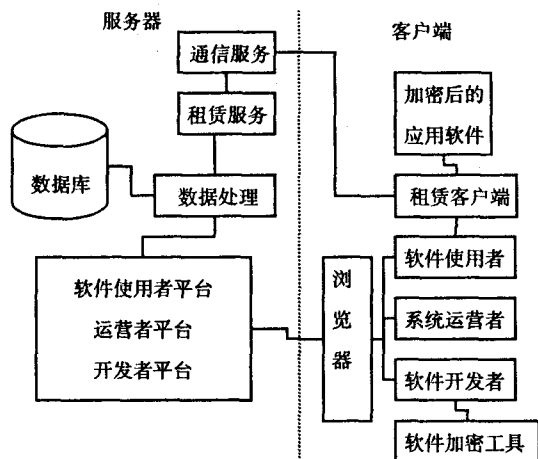 服务器
客户端
通信服务
租赁服务
数据库
数据处理
软件使用者平台
运营者平台
开发者平台
浏
览
器
加密后的
应用软件
租赁客户端
软件使用者
系统运营者
软件开发者
软件加密工具